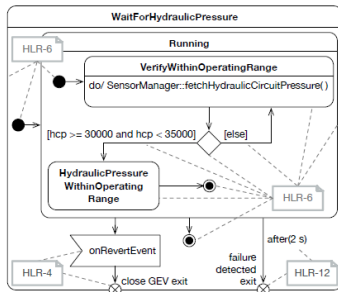 WaitForHydraulicPressure
HLR-6
Running
VerifyWithinOperatingRange
do/ SensorManager::fetchHydraulicCircuitPressure()
[hcp >= 30000 and hcp < 35000]
[else]
HydraulicPressure
WithinOperating
Range
HLR-6
onRevertEvent
after(2 s)
HLR-4
failure
detected
exit
HLR-12
close GEV exit